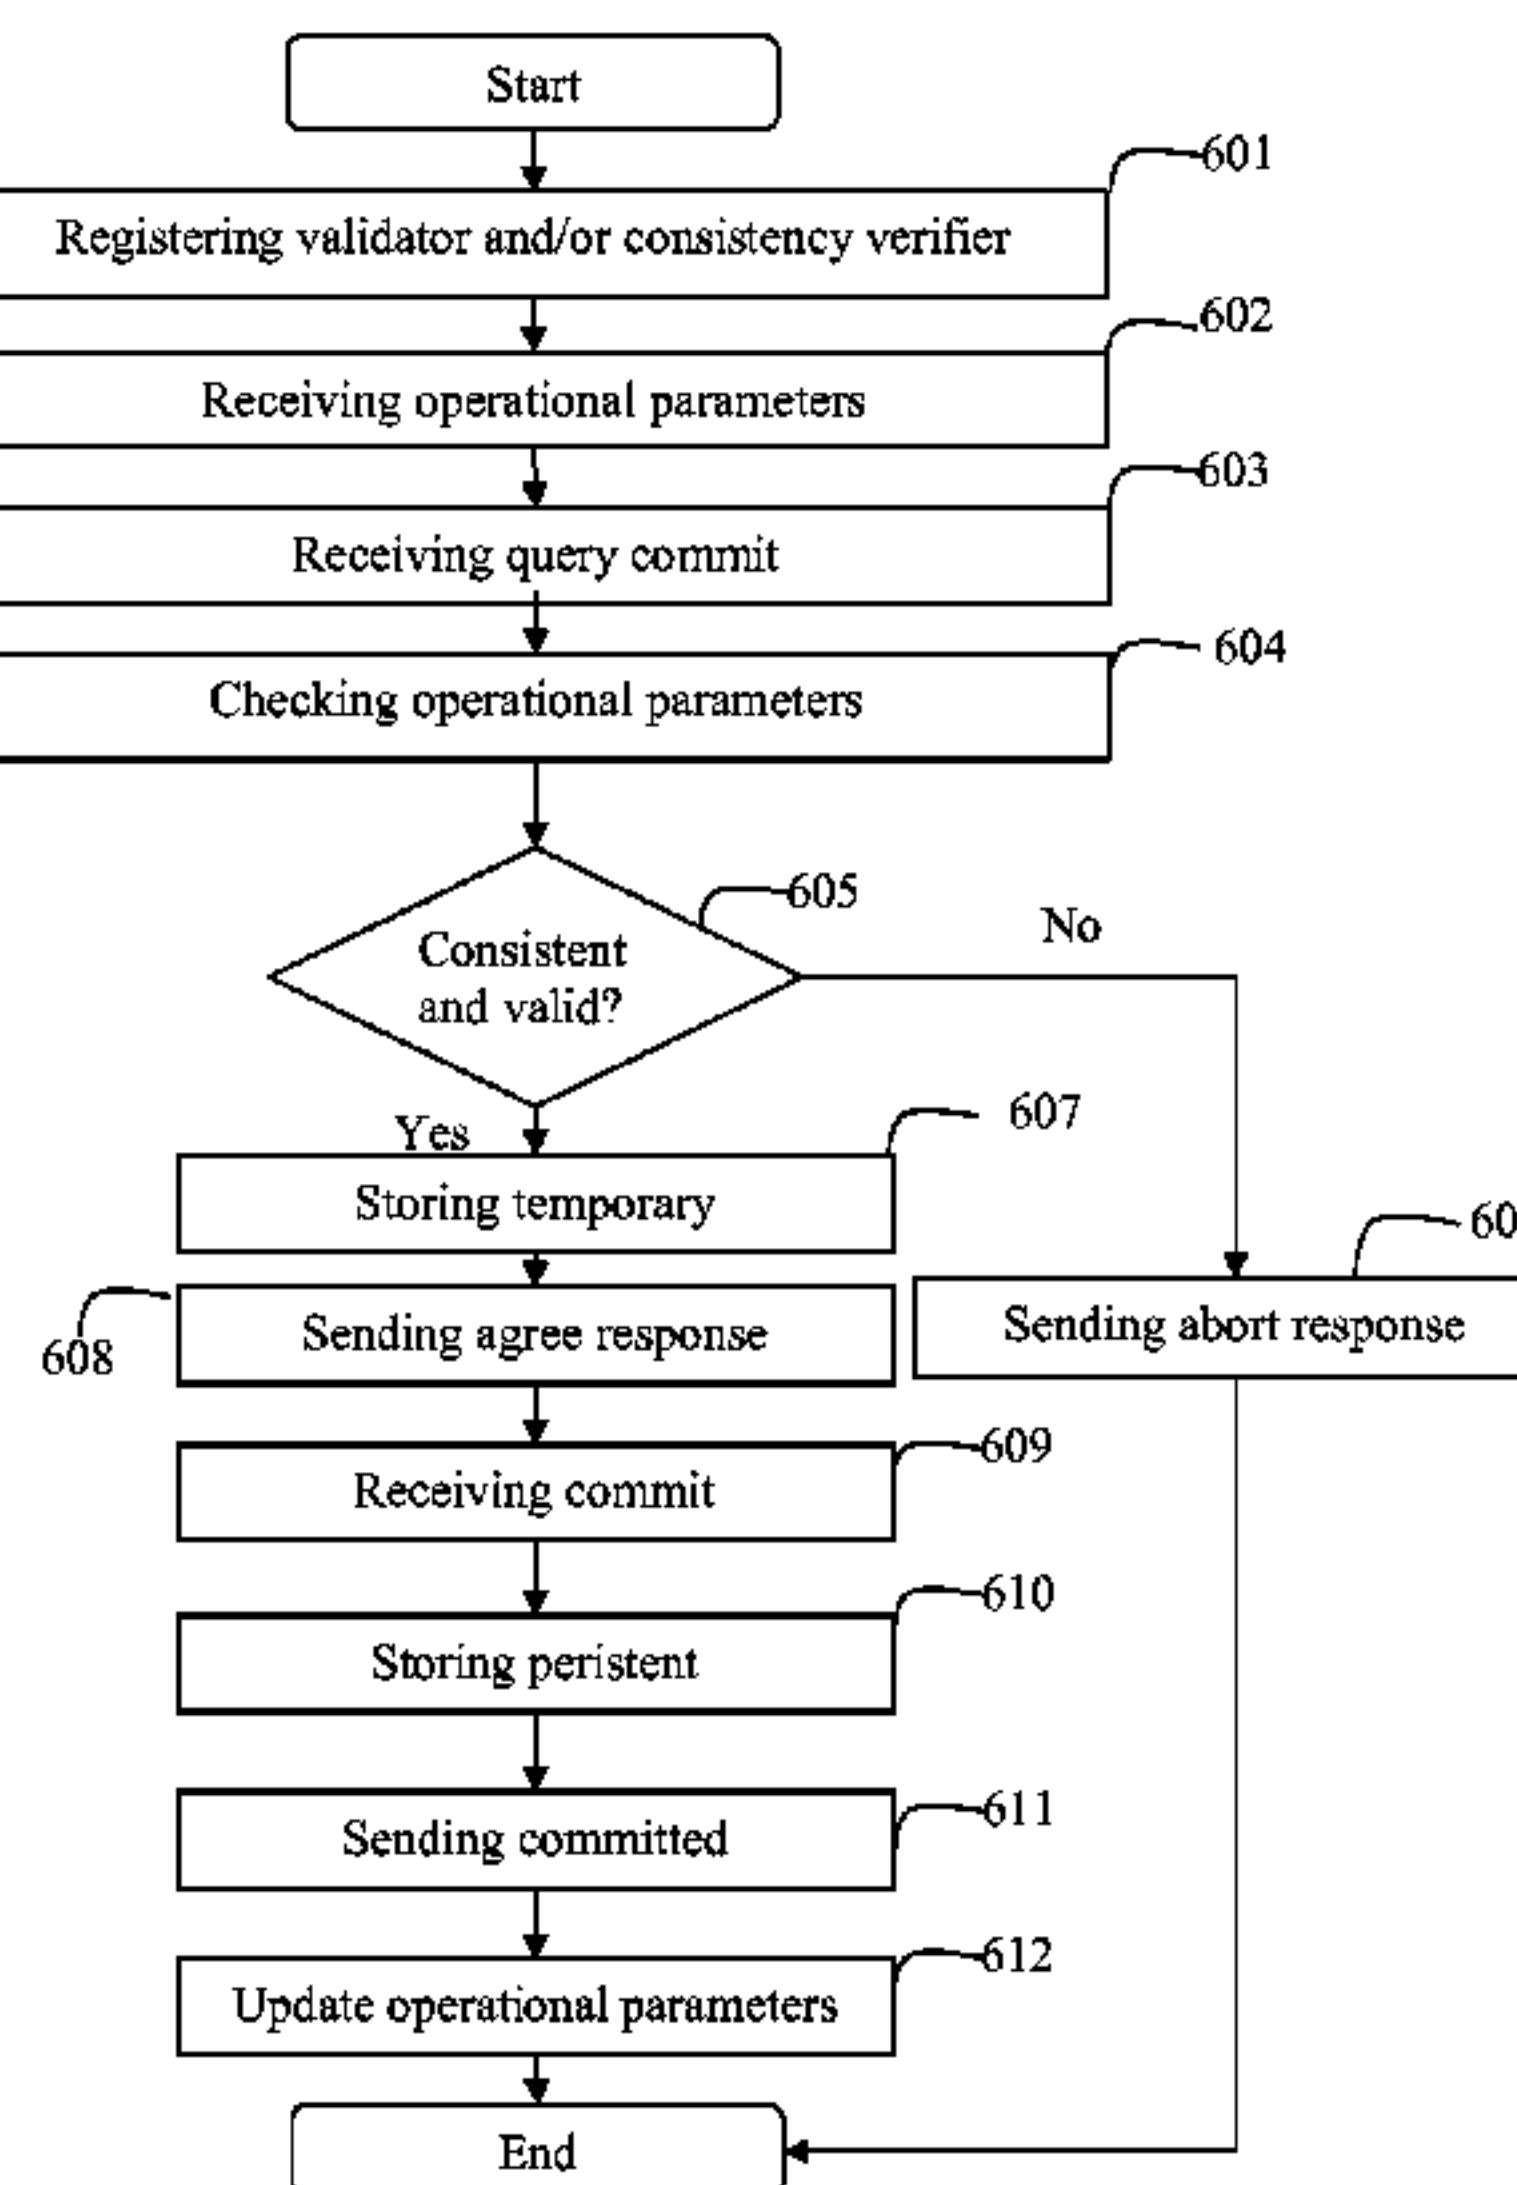 Start
601
Registering validator and/or consistency verifier
602
Receiving operational parameters
603
Receiving query commit
604
Checking operational parameters
605
No
Consistent
and valid?
Yes
607
Storing temporary
60
608
Sending agree response
Sending abort response
609
Receiving commit
610
Storing peristent
611
Sending committed
612
Update operational parameters
End